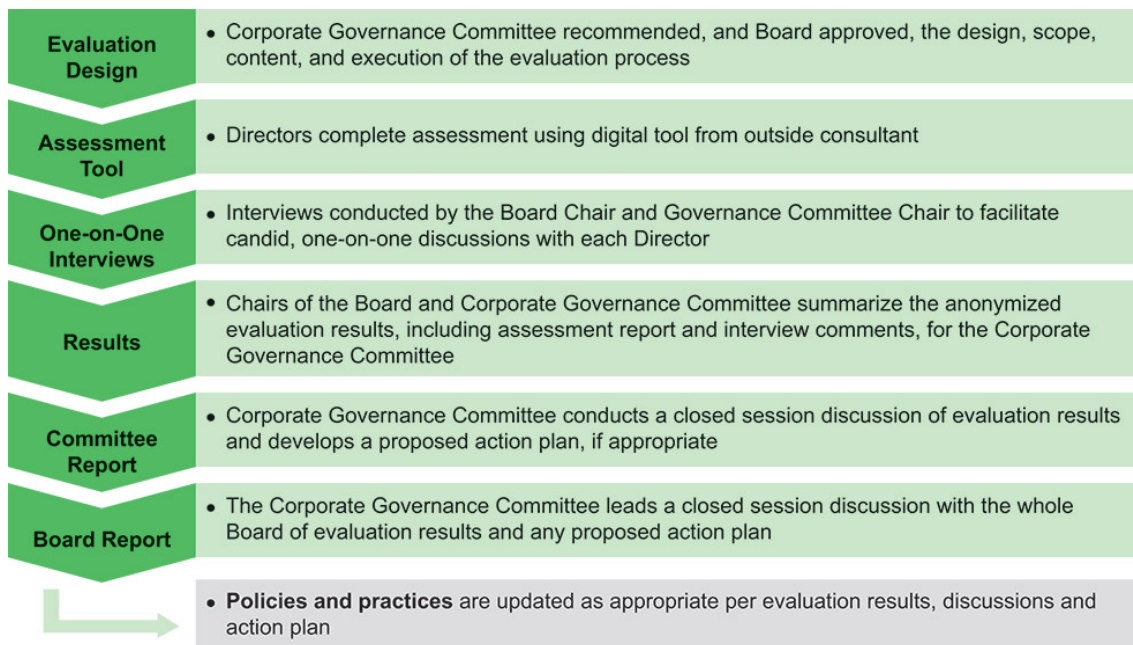 Evaluation
Design
• Corporate Governance Committee recommended, and Board approved, the design, scope,
content, and execution of the evaluation process
Assessment
Tool
• Directors complete assessment using digital tool from outside consultant
One-on-One
Interviews
• Interviews conducted by the Board Chair and Governance Committee Chair to facilitate
candid, one-on-one discussions with each Director
Results
• Chairs of the Board and Corporate Governance Committee summarize the anonymized
evaluation results, including assessment report and interview comments, for the Corporate
Governance Committee
Committee
Report
• Corporate Governance Committee conducts a closed session discussion of evaluation results
and develops a proposed action plan, if appropriate
Board Report
• The Corporate Governance Committee leads a closed session discussion with the whole
Board of evaluation results and any proposed action plan
• Policies and practices are updated as appropriate per evaluation results, discussions and
action plan